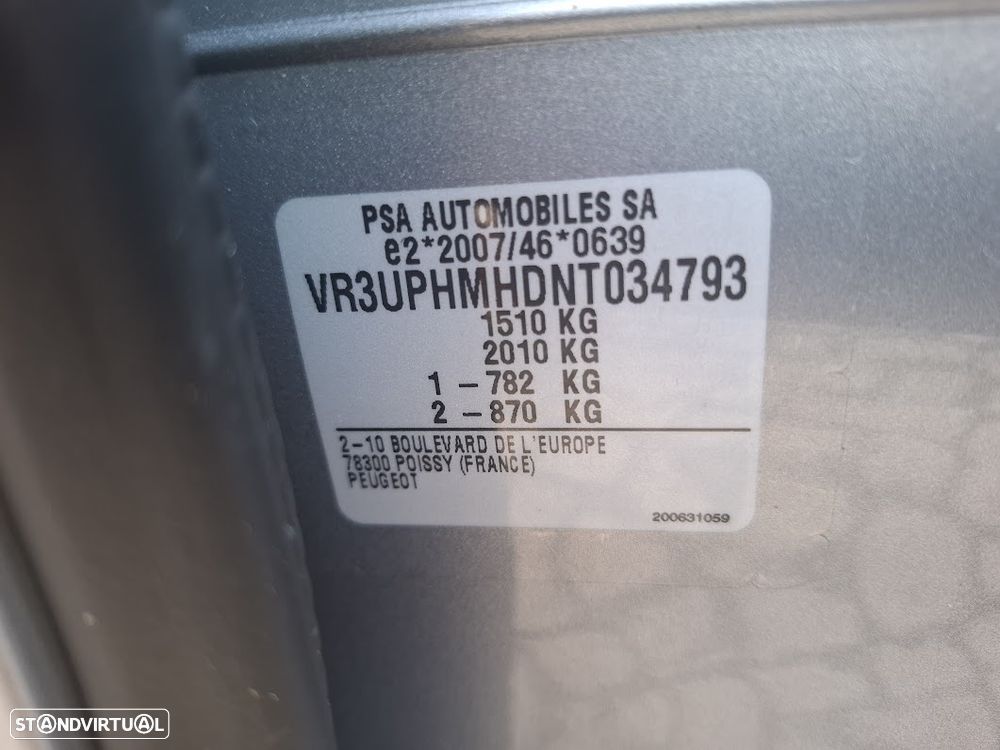 PSA AUTOMOBILES SA
e2*2007/46*0639
VR3UPHMHDNT034793
1510 KG
2010 KG
1 – 782 KG
2 – 870 KG
2–10 BOULEVARD DE L'EUROPE
78300 POISSY (FRANCE)
PEUGEOT
200631059
STANDVIRTUAL